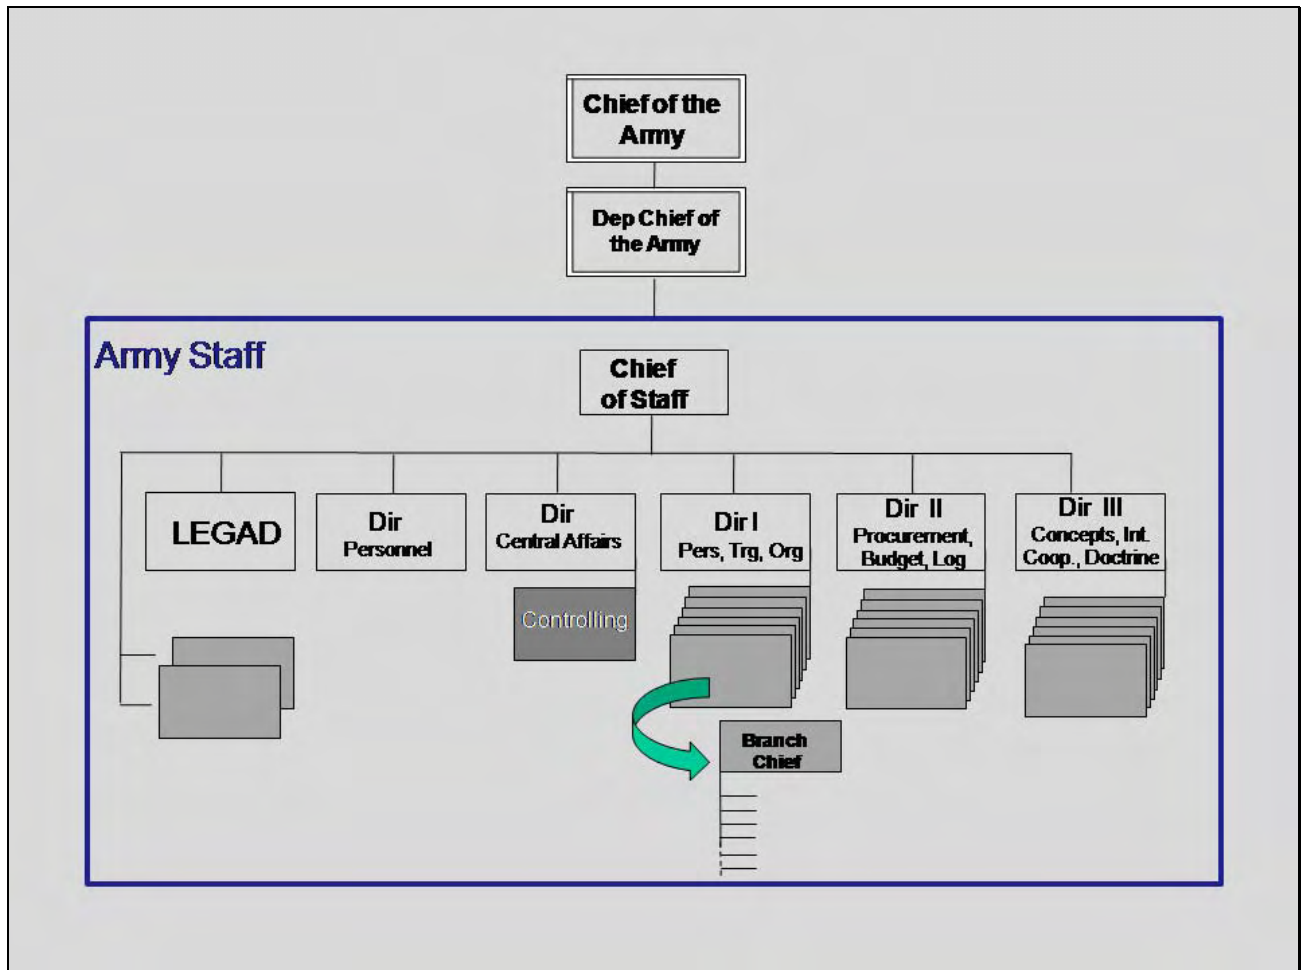 Chief of the
Army
Dep Chief of
the Army
Army Staff
Chief
of Staff
LEGAD
Dir
Personnel
Dir
Central Affairs
Dir I
Pers, Trg, Org
Dir II
Procurement,
Budget, Log
Dir III
Concepts, Int.
Coop., Doctrine
Controlling
Branch
Chief